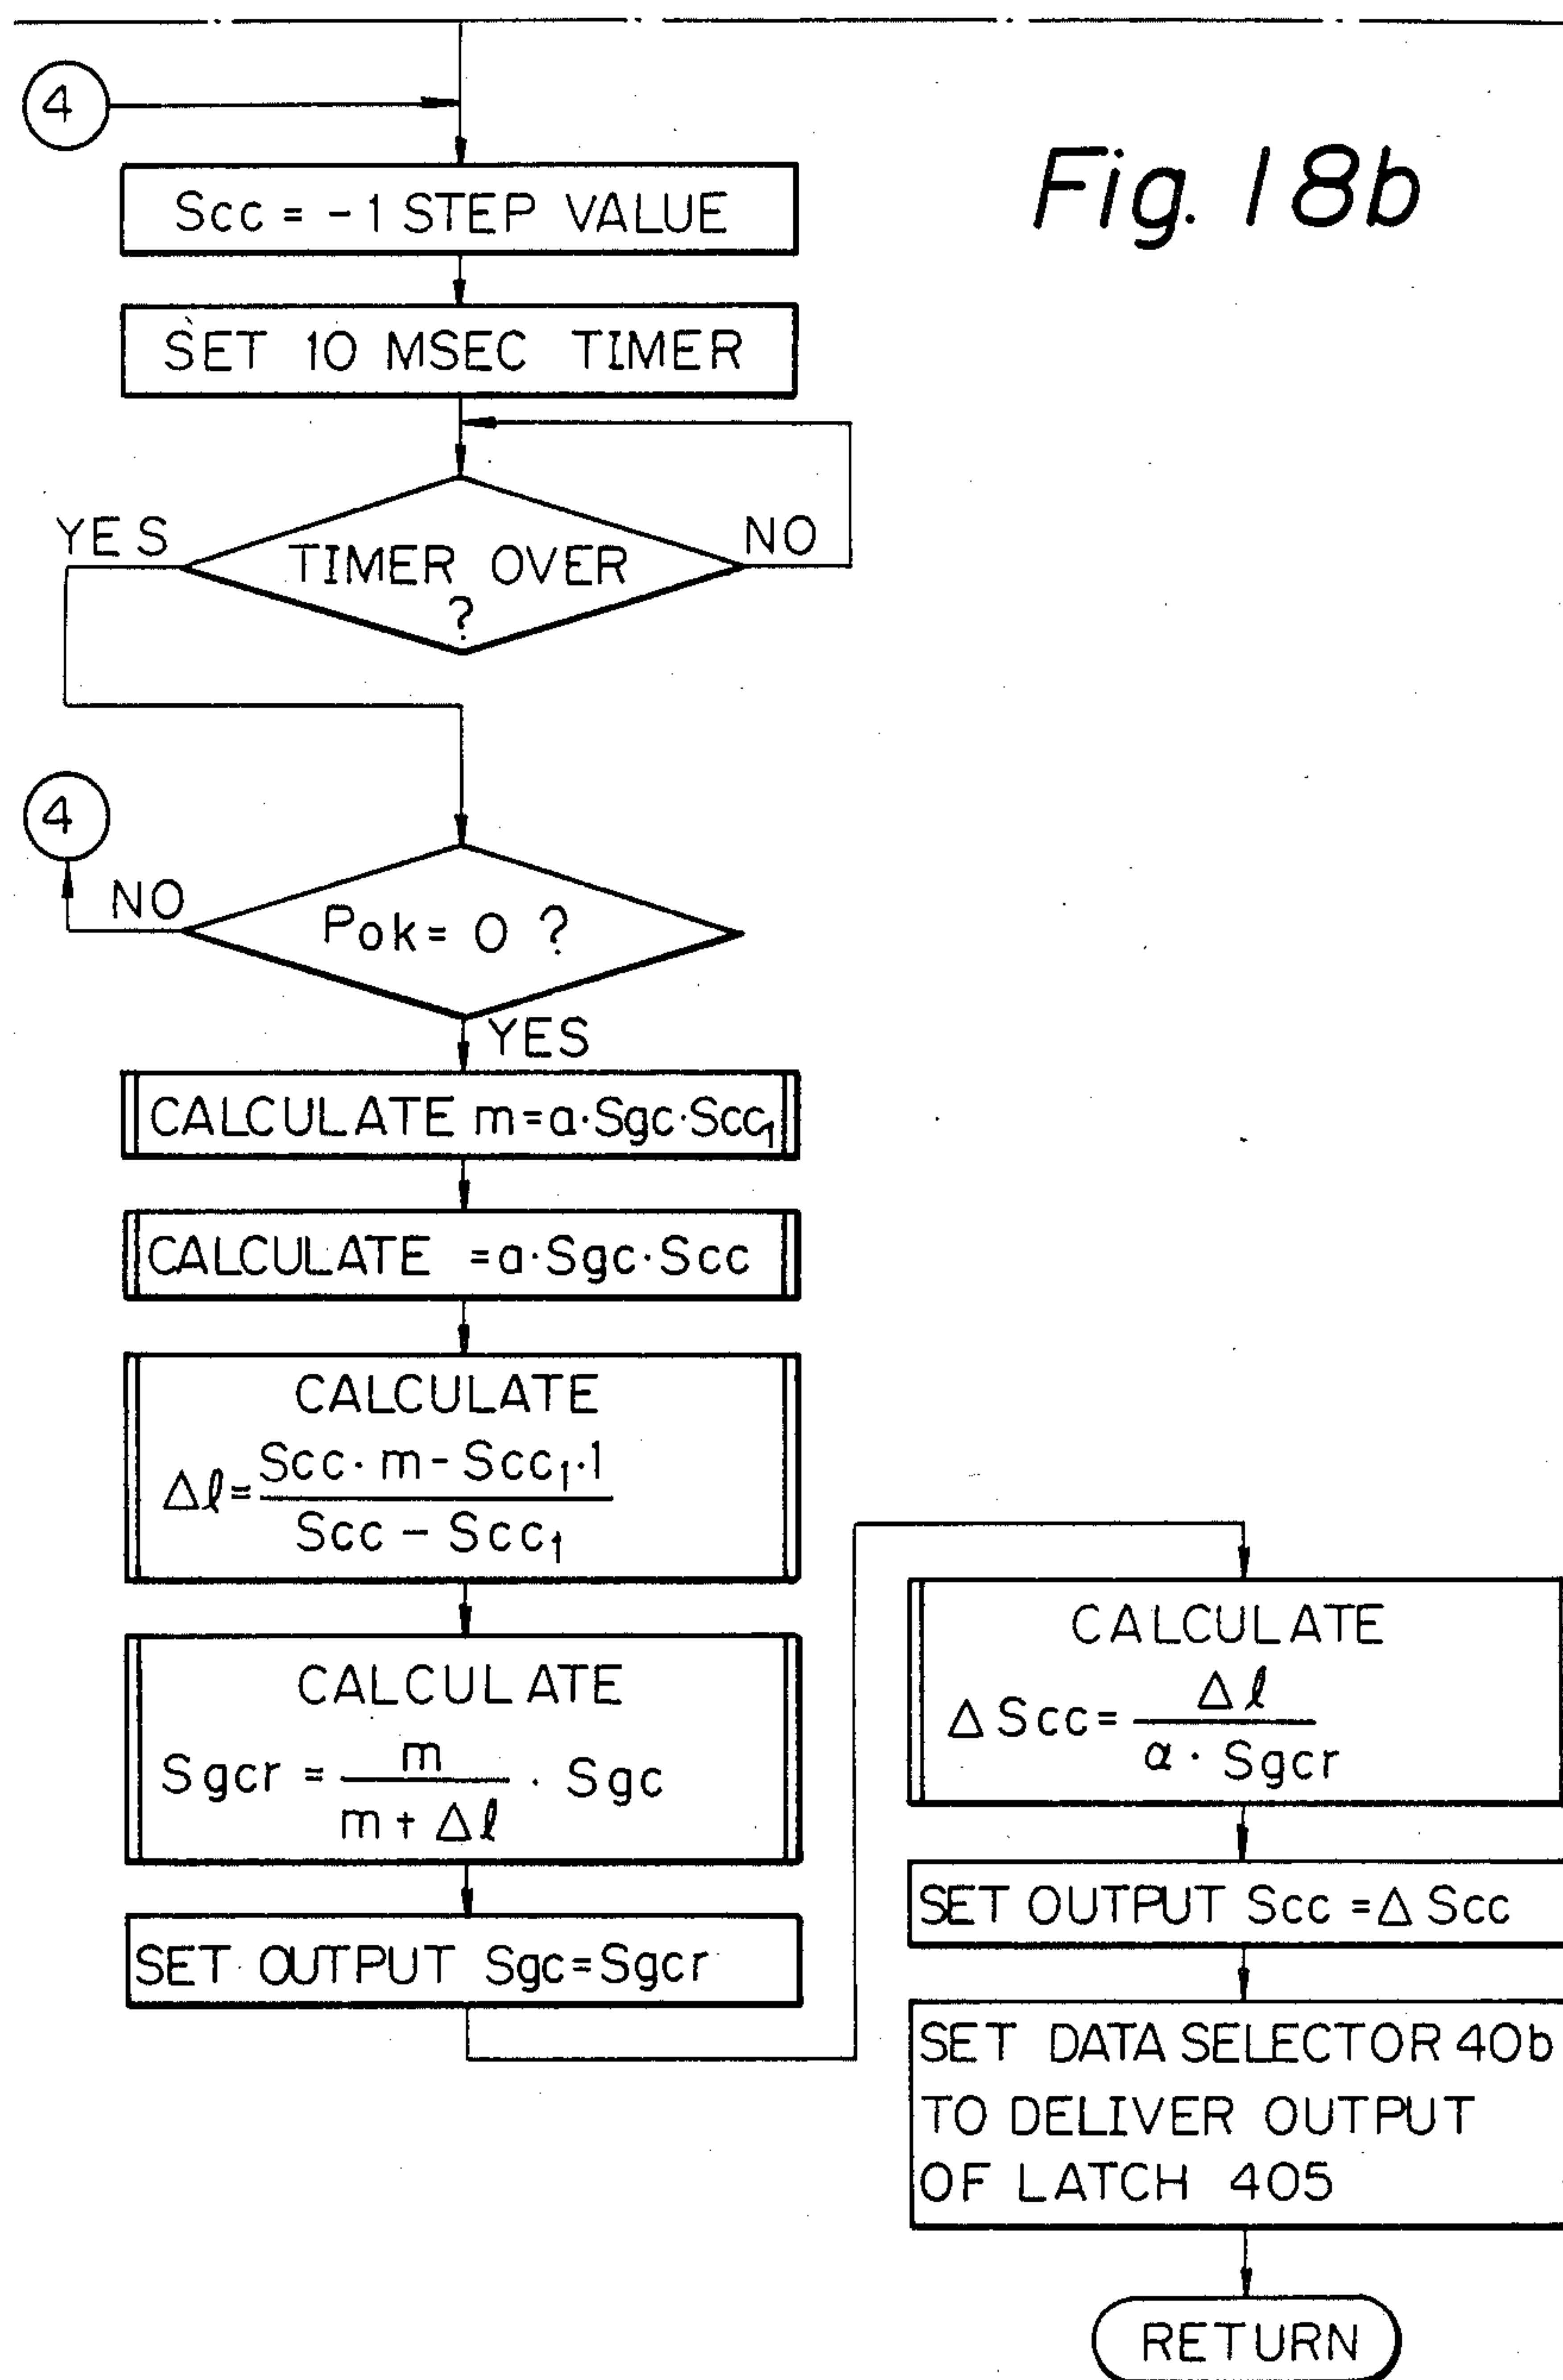 Fig. 18b
4
Scc = -1 STEP VALUE
SET 10 MSEC TIMER
YES
NO
TIMER OVER
?
4
NO
Pok = 0 ?
YES
CALCULATE m=a·Sgc·Scc₁
CALCULATE =a·Sgc·Scc
CALCULATE
Δℓ= Scc·m-Scc₁·1
Scc - Scc₁
CALCULATE
Sgcr = m · Sgc
m + Δℓ
SET OUTPUT Sgc=Sgcr
CALCULATE
Δ Scc = Δℓ
α · Sgcr
SET OUTPUT Scc =Δ Scc
SET DATA SELECTOR 40b
TO DELIVER OUTPUT
OF LATCH 405
RETURN